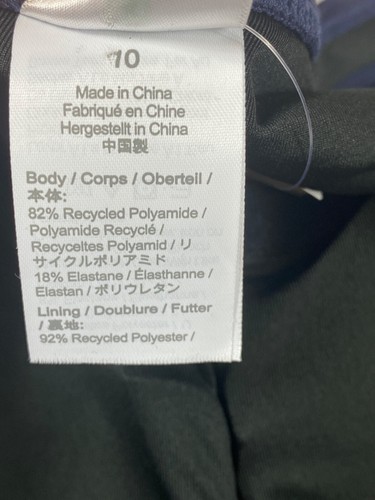 10
Made in China
Fabriqué en Chine
Hergestellt in China
中国製
Body / Corps / Oberteil /
本体:
82% Recycled Polyamide /
Polyamide Recyclé /
Recyceltes Polyamid / リ
サイクルポリアミド
18% Elastane / Élasthanne /
Elastan / ポリウレタン
Lining / Doublure / Futter
/ 裏地:
92% Recycled Polyester /